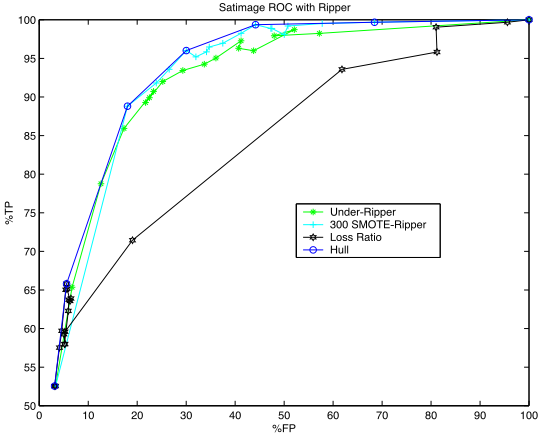 Satimage ROC with Ripper
100
95
90
85
80
75
70
65
60
55
50
%TP
Under-Ripper
300 SMOTE-Ripper
Loss Ratio
Hull
0 10 20 30 40 50 60 70 80 90 100
%FP